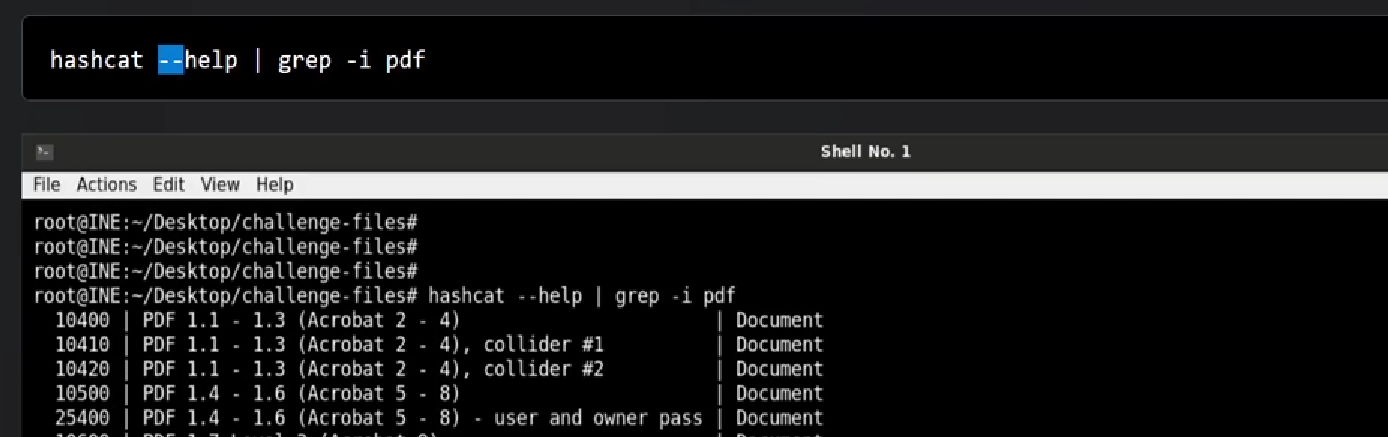 hashcat --help | grep -i pdf
Shell No. 1
File Actions Edit View Help
root@INE:~/Desktop/challenge-files#
root@INE:~/Desktop/challenge-files#
root@INE:~/Desktop/challenge-files#
root@INE:~/Desktop/challenge-files# hashcat --help | grep -i pdf
10400 | PDF 1.1 - 1.3 (Acrobat 2 - 4) | Document
10410 | PDF 1.1 - 1.3 (Acrobat 2 - 4), collider #1 | Document
10420 | PDF 1.1 - 1.3 (Acrobat 2 - 4), collider #2 | Document
10500 | PDF 1.4 - 1.6 (Acrobat 5 - 8) | Document
25400 | PDF 1.4 - 1.6 (Acrobat 5 - 8) - user and owner pass | Document